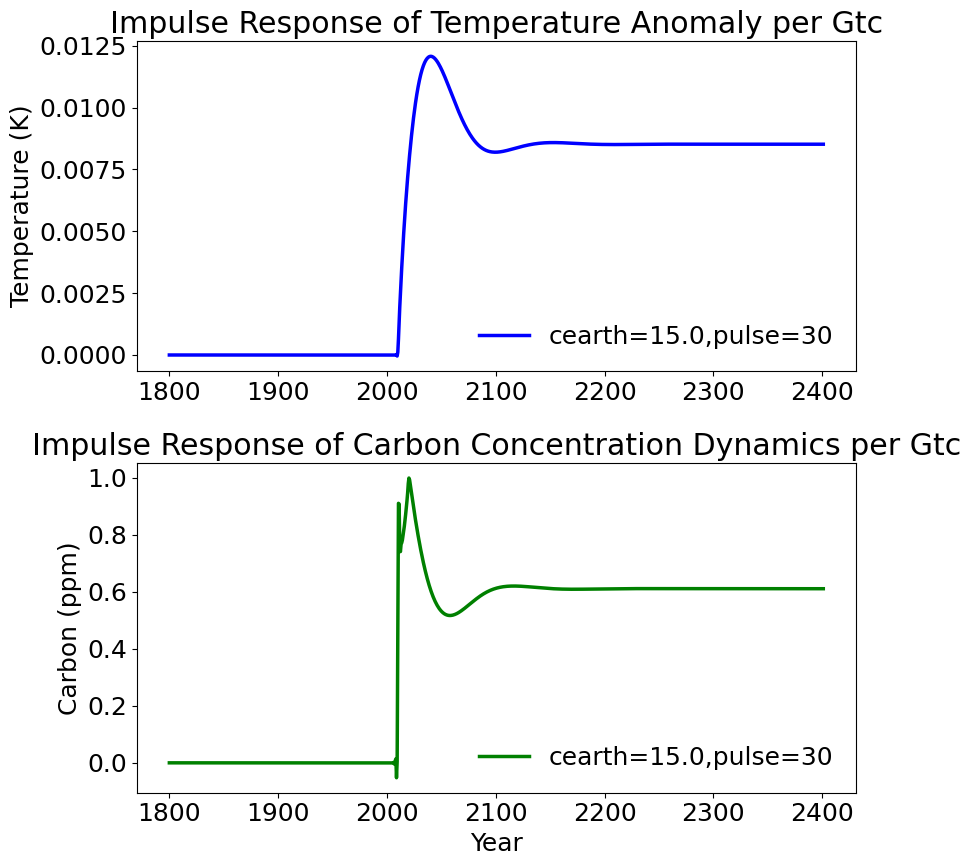 Impulse Response of Temperature Anomaly per Gtc
Temperature (K)
0.0125
0.0100
0.0075
0.0050
0.0025
0.0000
cearth=15.0,pulse=30
1800 1900 2000 2100 2200 2300 2400
Impulse Response of Carbon Concentration Dynamics per Gtc
Carbon (ppm)
1.0
0.8
0.6
0.4
0.2
0.0
cearth=15.0,pulse=30
1800 1900 2000 2100 2200 2300 2400
Year